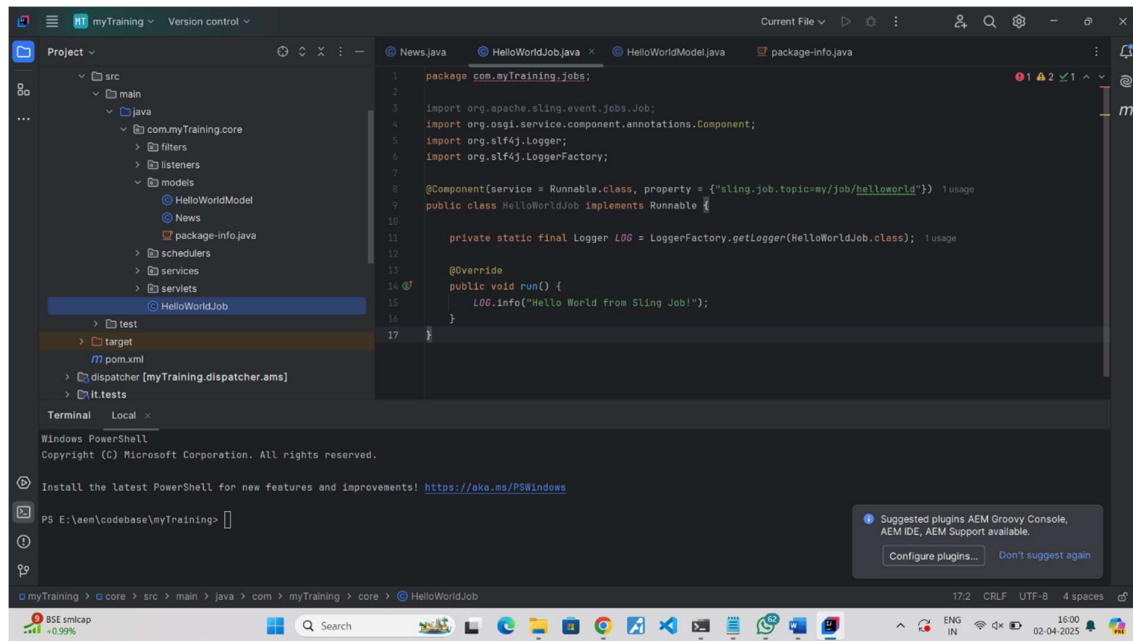 MT myTraining Version control
Current File
Project
News.java
HelloWorldJob.java
HelloWorldModel.java
package-info.java
src
main
java
com.myTraining.core
filters
listeners
models
HelloWorldModel
News
package-info.java
schedulers
services
servlets
HelloWorldJob
test
target
pom.xml
dispatcher [myTraining.dispatcher.ams]
it.tests
1 package com.myTraining.jobs;
1 2 1
2
3 import org.apache.sling.event.jobs.Job;
4 import org.osgi.service.component.annotations.Component;
5 import org.slf4j.Logger;
6 import org.slf4j.LoggerFactory;
7
8 @Component(service = Runnable.class, property = {"sling.job.topic=my/job/helloworld"}) 1 usage
9 public class HelloWorldJob implements Runnable {
10
11 private static final Logger LOG = LoggerFactory.getLogger(HelloWorldJob.class); 1 usage
12
13 @Override
14 public void run() {
15 LOG.info("Hello World from Sling Job!");
16 }
17 }
Terminal Local
Windows PowerShell
Copyright (C) Microsoft Corporation. All rights reserved.
Install the latest PowerShell for new features and improvements! https://aka.ms/PSWindows
PS E:\aem\codebase\myTraining>
Suggested plugins AEM Groovy Console,
AEM IDE, AEM Support available.
Configure plugins... Don't suggest again
myTraining > core > src > main > java > com > myTraining > core > HelloWorldJob
17:2 CRLF UTF-8 4 spaces
9
BSE smlcap
+0.99%
Search
ENG
IN
16:00
02-04-2025